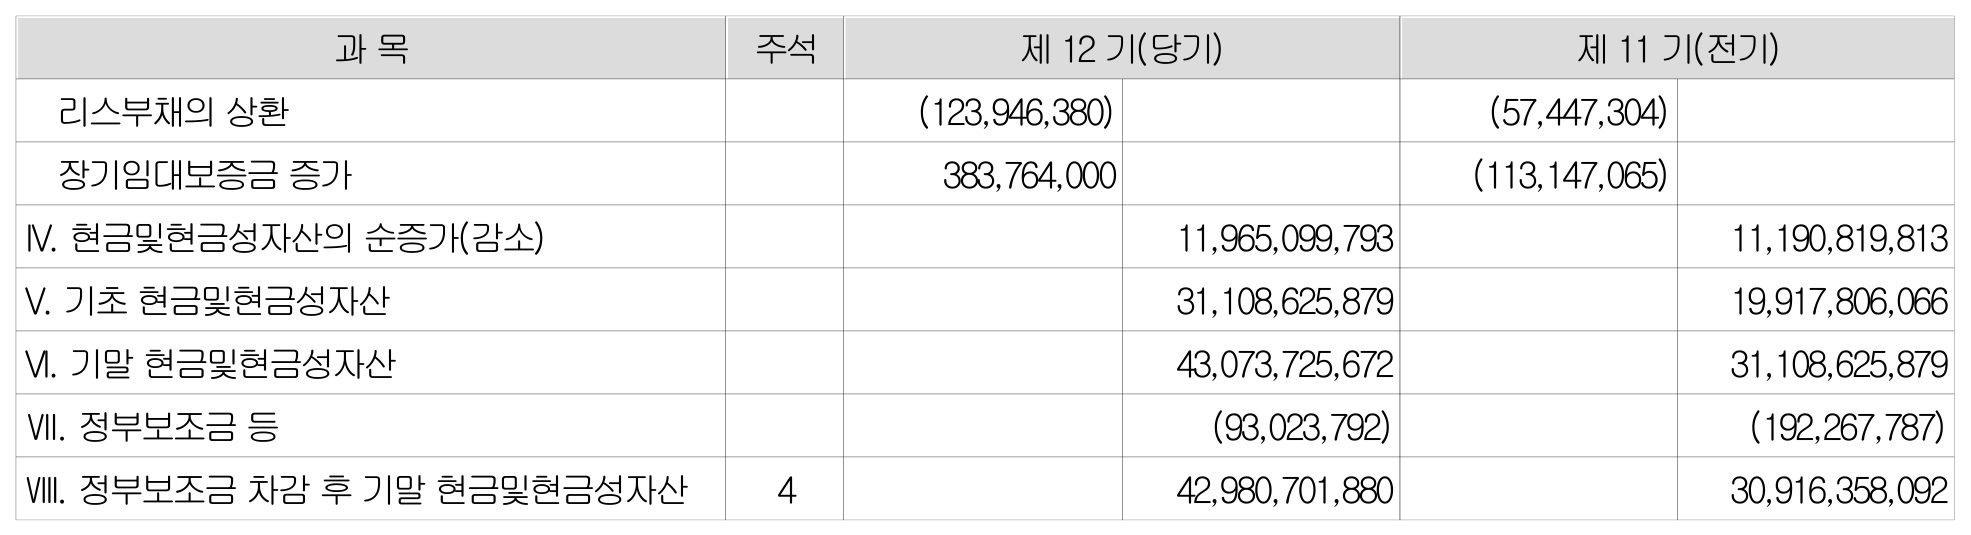 과 목 주석 제 12 기(당기) 제 11 기(전기)
리스부채의 상환 (123,946,380) (57,447,304)
장기임대보증금 증가 383,764,000 (113,147,065)
Ⅳ. 현금및현금성자산의 순증가(감소) 11,965,099,793 11,190,819,813
Ⅴ. 기초 현금및현금성자산 31,108,625,879 19,917,806,066
Ⅵ. 기말 현금및현금성자산 43,073,725,672 31,108,625,879
Ⅶ. 정부보조금 등 (93,023,792) (192,267,787)
Ⅷ. 정부보조금 차감 후 기말 현금및현금성자산 4 42,980,701,880 30,916,358,092